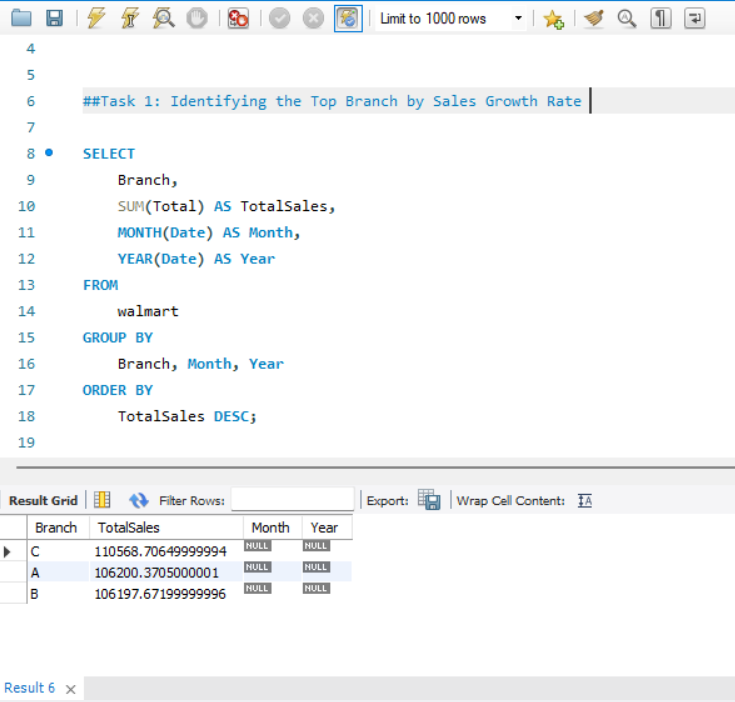 Limit to 1000 rows
4
5
6 ##Task 1: Identifying the Top Branch by Sales Growth Rate
7
8 SELECT
9 Branch,
10 SUM(Total) AS TotalSales,
11 MONTH(Date) AS Month,
12 YEAR(Date) AS Year
13 FROM
14 walmart
15 GROUP BY
16 Branch, Month, Year
17 ORDER BY
18 TotalSales DESC;
19
Result Grid Filter Rows: Export: Wrap Cell Content: IA
Branch TotalSales Month Year
C 110568.70649999994 NULL NULL
A 106200.3705000001 NULL NULL
B 106197.67199999996 NULL NULL
Result 6 x